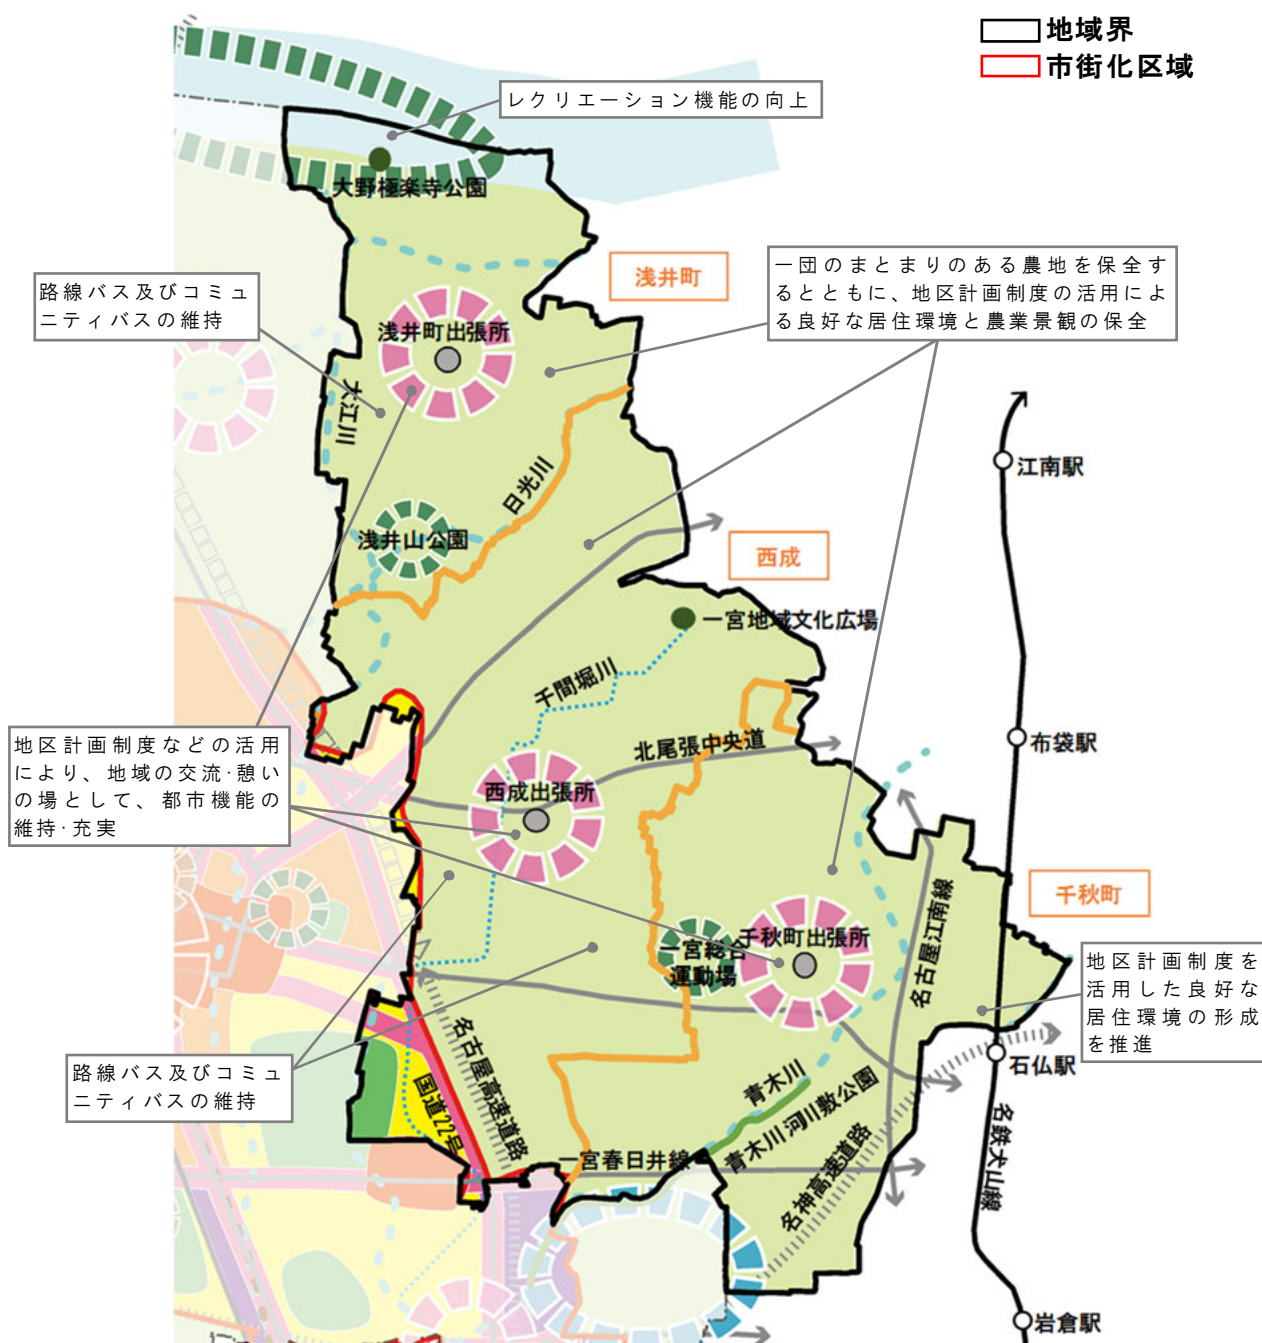 地域界
市街化区域
レクリエーション機能の向上
大野極楽寺公園
浅井町
一団のまとまりのある農地を保全す
るとともに、地区計画制度の活用によ
る良好な居住環境と農業景観の保全
路線バス及びコミュ
ニティバスの維持
浅井町出張所
大江川
江南駅
日光川
浅井山公園
西成
一宮地域文化広場
千間堀川
地区計画制度などの活用
により、地域の交流・憩い
の場として、都市機能の
維持・充実
北尾張中央道
布袋駅
西成出張所
千秋町
名古屋江南線
千秋町出張所
一宮総合
運動場
地区計画制度を
活用した良好な
居住環境の形成
を推進
名古屋高速道路
石仏駅
路線バス及びコミュ
ニティバスの維持
国道22号
青木川
青木川河川敷公園
名鉄犬山線
一宮春日井線
名神高速道路
岩倉駅